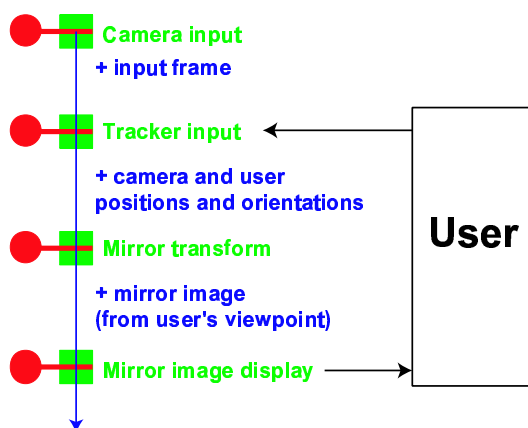 Camera input
+ input frame
Tracker input
+ camera and user
positions and orientations
User
Mirror transform
+ mirror image
(from user's viewpoint)
Mirror image display